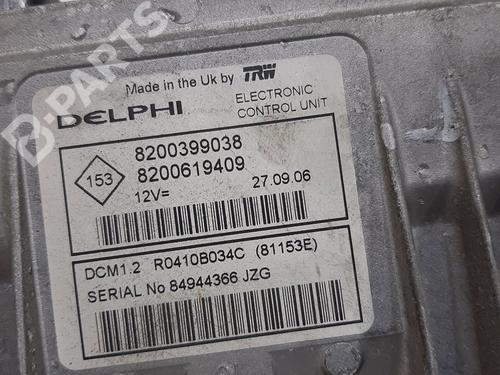 B-PARTS
Made in the Uk by TRW
DELPHI
ELECTRONIC
CONTROL UNIT
153
8200399038
8200619409
12V= 27.09.06
DCM1.2 R0410B034C (81153E)
SERIAL No 84944366 JZG